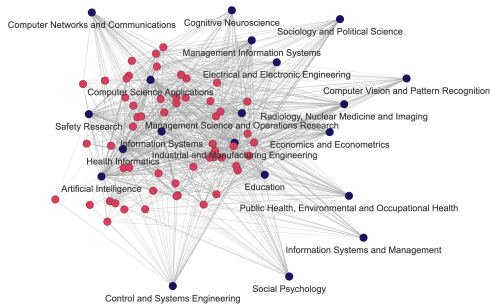 Cognitive Neuroscience
Computer Networks and Communications
Sociology and Political Science
Management Information Systems
Electrical and Electronic Engineering
Computer Science Applications
Computer Vision and Pattern Recognition
Radiology, Nuclear Medicine and Imaging
Safety Research
Management Science and Operations Research
Information Systems
Economics and Econometrics
Industrial and Manufacturing Engineering
Health Informatics
Artificial Intelligence
Education
Public Health, Environmental and Occupational Health
Information Systems and Management
Social Psychology
Control and Systems Engineering